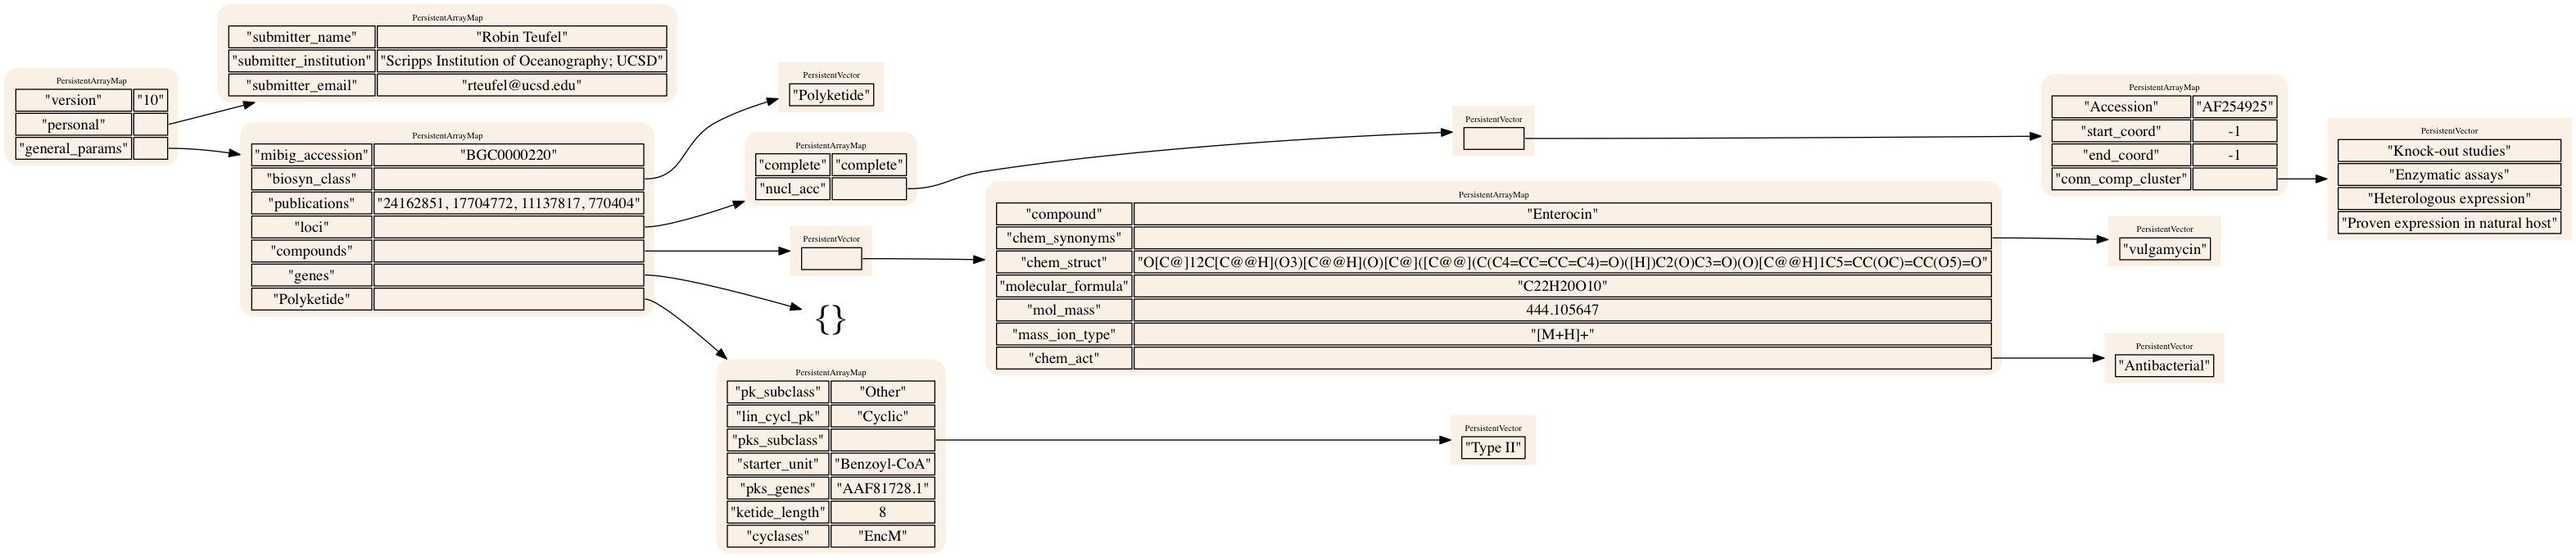 PersistentArrayMap
"version" "10"
"personal"
"general_params"
PersistentArrayMap
"submitter_name" "Robin Teufel"
"submitter_institution" "Scripps Institution of Oceanography; UCSD"
"submitter_email" "rteufel@ucsd.edu"
PersistentArrayMap
"mibig_accession" "BGC0000220"
"biosyn_class"
"publications" "24162851, 17704772, 11137817, 770404"
"loci"
"compounds"
"genes"
"Polyketide"
PersistentVector
"Polyketide"
PersistentArrayMap
"complete" "complete"
"nucl_acc"
PersistentVector
{}
PersistentArrayMap
"pk_subclass" "Other"
"lin_cycl_pk" "Cyclic"
"pks_subclass"
"starter_unit" "Benzoyl-CoA"
"pks_genes" "AAF81728.1"
"ketide_length" 8
"cyclases" "EncM"
PersistentVector
PersistentArrayMap
"compound" "Enterocin"
"chem_synonyms"
"chem_struct" "O[C@]12C[C@@H](O3)[C@@H](O)[C@]([C@@](C(C4=CC=CC=C4)=O)([H])C2(O)C3=O)(O)[C@@H]1C5=CC(OC)=CC(O5)=O"
"molecular_formula" "C22H20O10"
"mol_mass" 444.105647
"mass_ion_type" "[M+H]+"
"chem_act"
PersistentVector
"Type II"
PersistentArrayMap
"Accession" "AF254925"
"start_coord" -1
"end_coord" -1
"conn_comp_cluster"
PersistentVector
"vulgamycin"
PersistentVector
"Antibacterial"
PersistentVector
"Knock-out studies"
"Enzymatic assays"
"Heterologous expression"
"Proven expression in natural host"